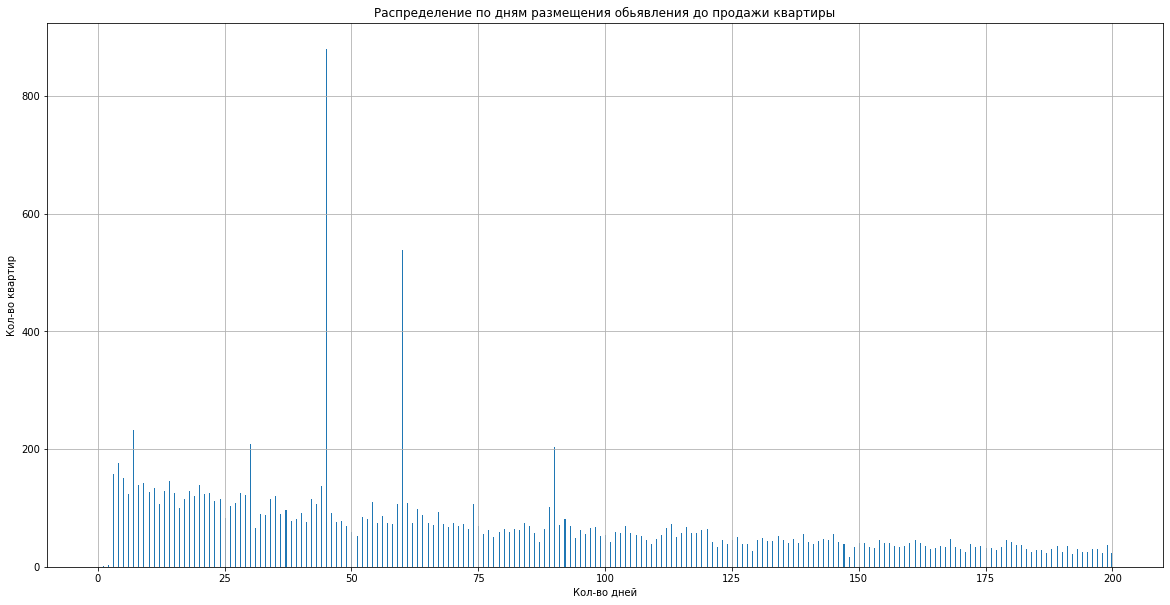 Распределение по дням размещения обьявления до продажи квартиры
Кол-во квартир
800
600
400
200
0
0 25 50 75 100 125 150 175 200
Кол-во дней